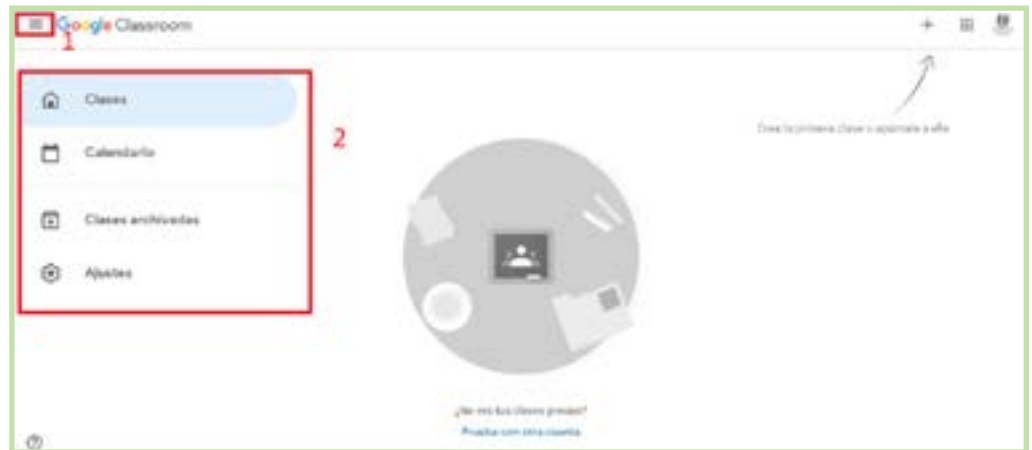 Google Classroom
1
Clases
2
Calendario
Clases archivadas
Ajustes
Crea la primera clase o apúntate a ella
¿No ves tus clases previas?
Prueba con otra cuenta